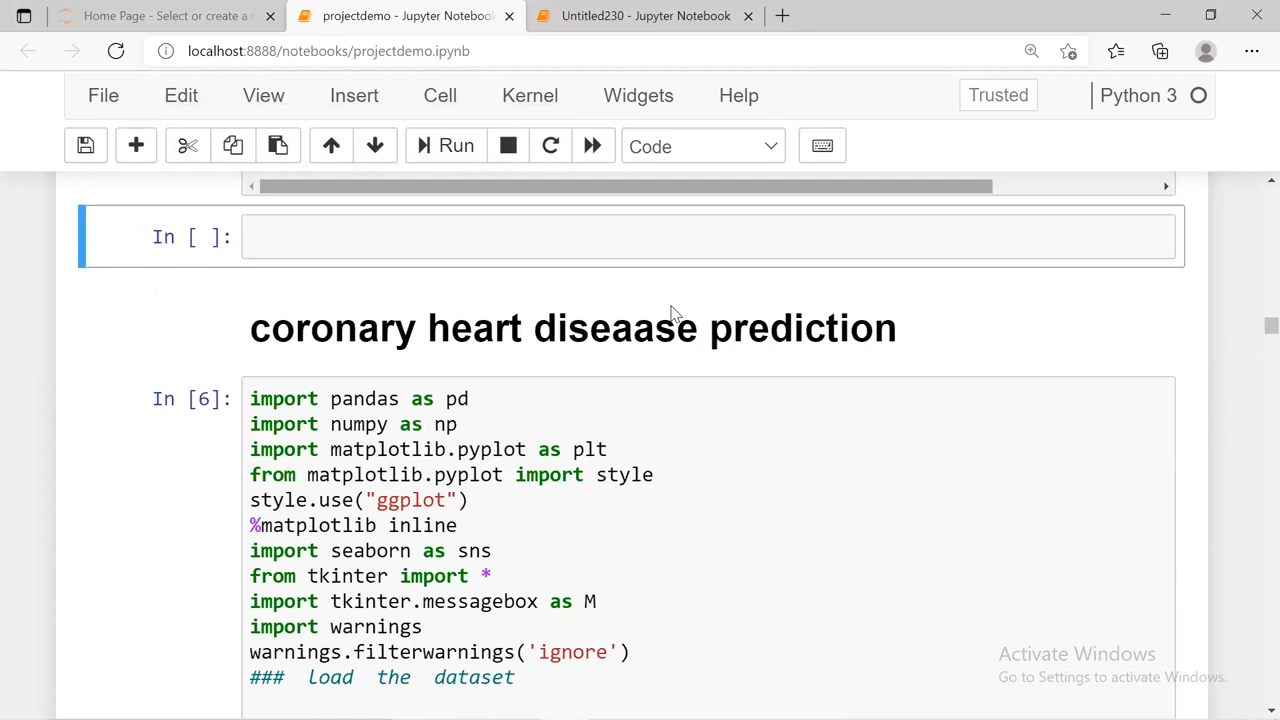 Home Page - Select or create a n
projectdemo - Jupyter Notebook
Untitled230 - Jupyter Notebook
localhost:8888/notebooks/projectdemo.ipynb
File Edit View Insert Cell Kernel Widgets Help Trusted Python 3
Run Code
In [ ]:
coronary heart diseaase prediction
In [6]:
import pandas as pd
import numpy as np
import matplotlib.pyplot as plt
from matplotlib.pyplot import style
style.use("ggplot")
%matplotlib inline
import seaborn as sns
from tkinter import *
import tkinter.messagebox as M
import warnings
warnings.filterwarnings('ignore')
### load the dataset
Activate Windows
Go to Settings to activate Windows.